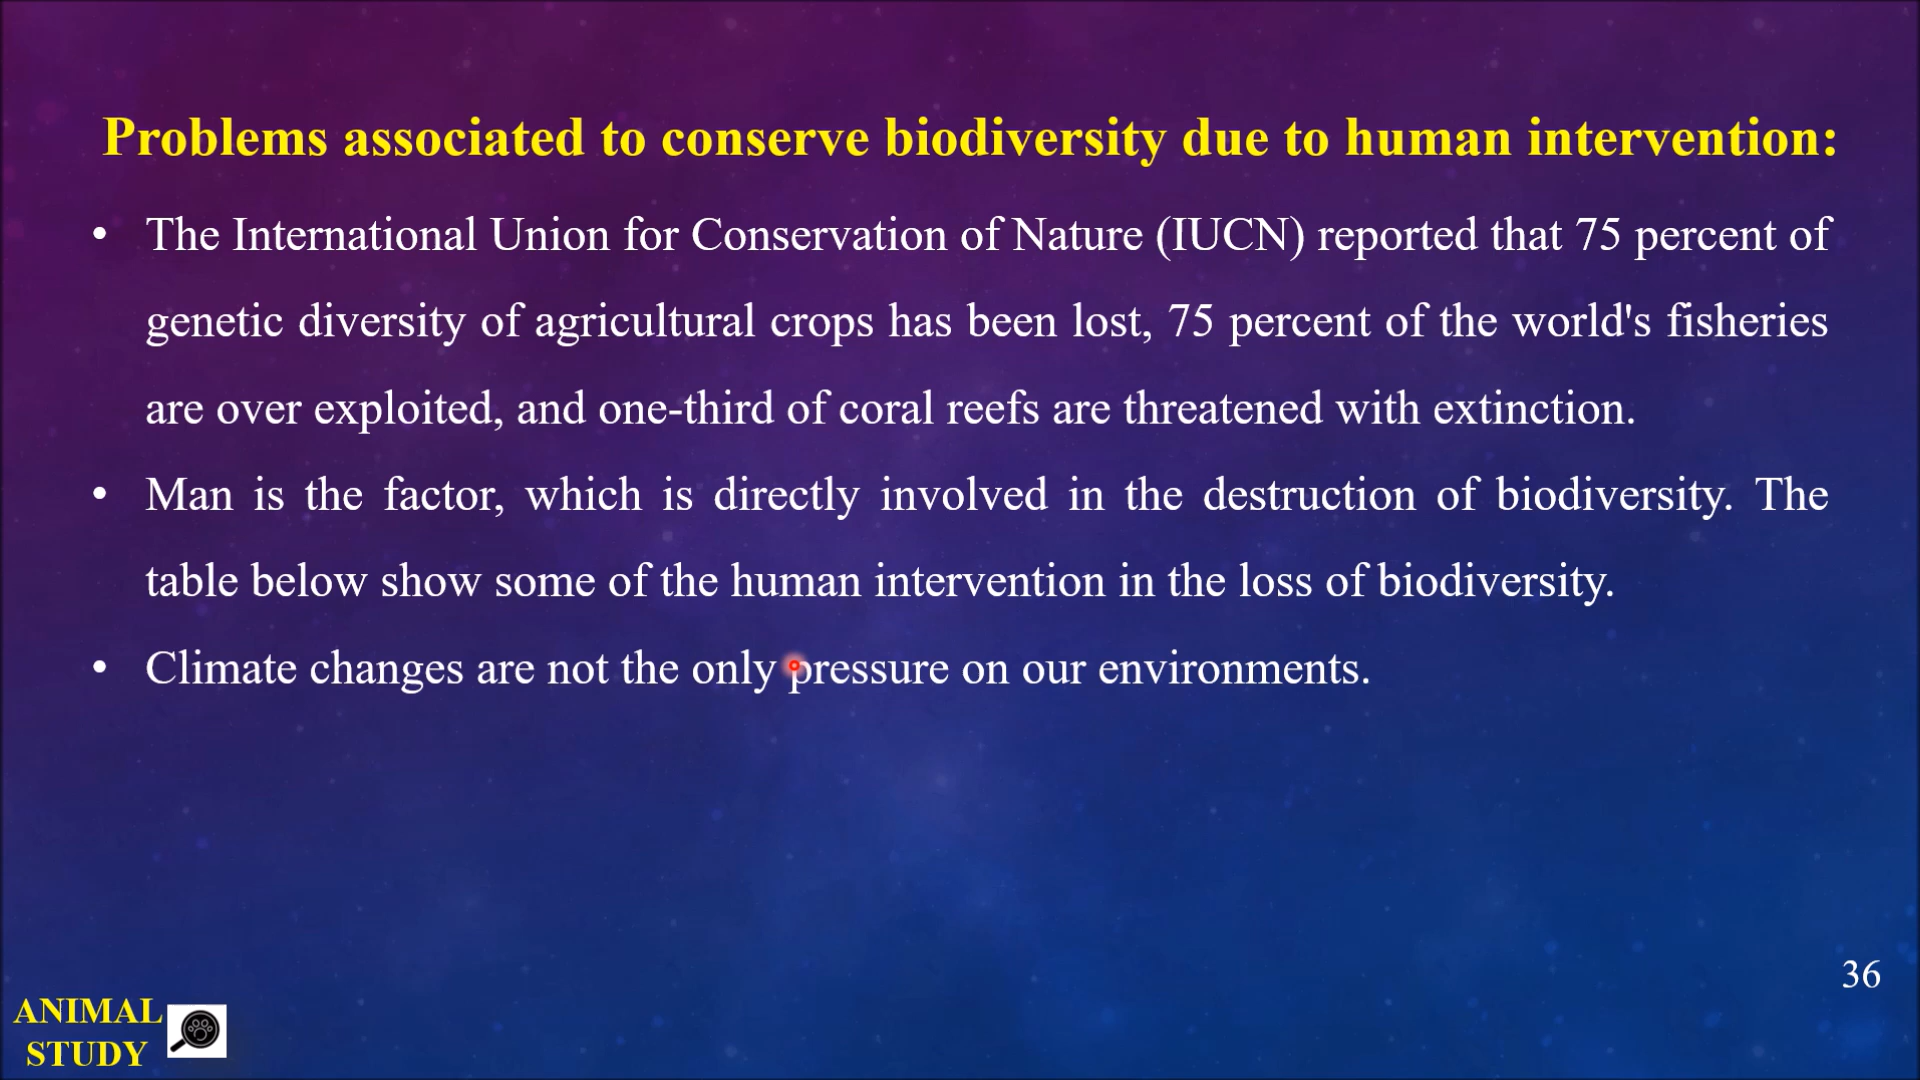 Problems associated to conserve biodiversity due to human intervention:
• The International Union for Conservation of Nature (IUCN) reported that 75 percent of
genetic diversity of agricultural crops has been lost, 75 percent of the world's fisheries
are over exploited, and one-third of coral reefs are threatened with extinction.
• Man is the factor, which is directly involved in the destruction of biodiversity. The
table below show some of the human intervention in the loss of biodiversity.
• Climate changes are not the only pressure on our environments.
36
ANIMAL
STUDY